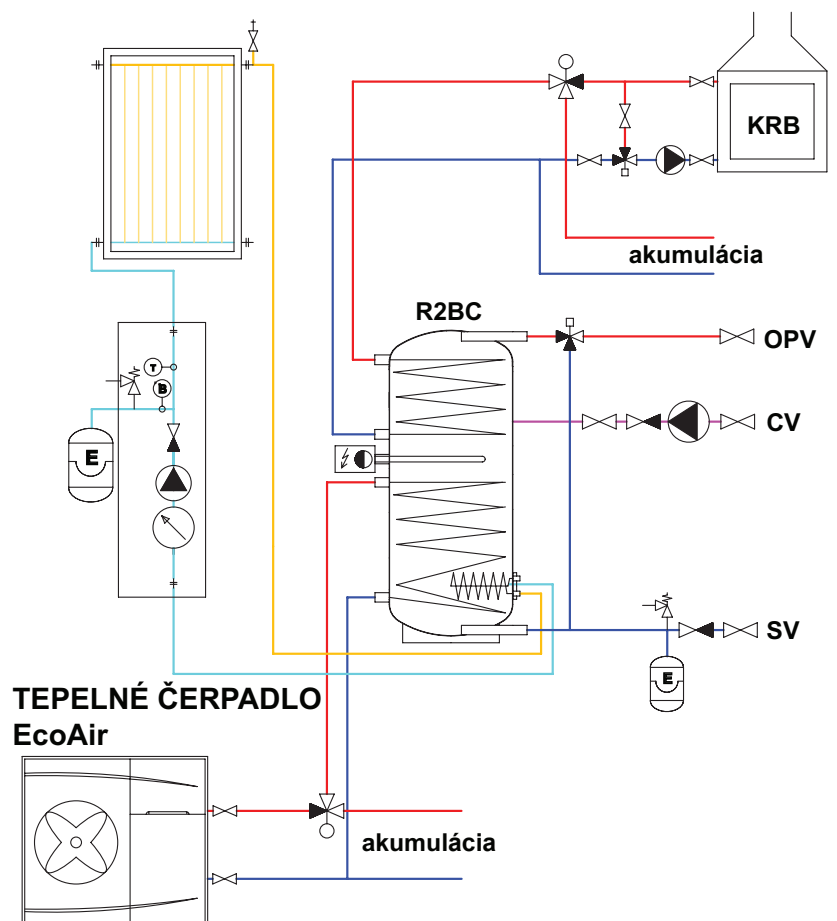 KRB
akumulácia
R2BC
OPV
T
B
CV
E
SV
E
TEPELNÉ ČERPADLO
EcoAir
akumulácia